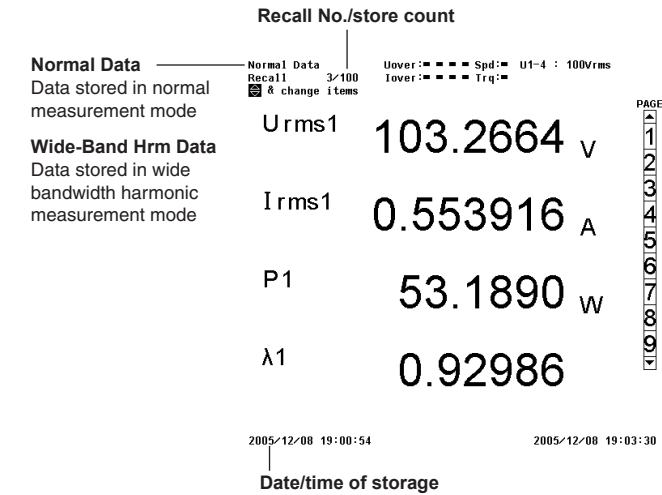 Recall No./store count
Normal Data
Data stored in normal
measurement mode
Wide-Band Hrm Data
Data stored in wide
bandwidth harmonic
measurement mode
Normal Data Uover:- - - - Spd:- U1-4 : 100Vrms
Recall 3/100 Iover:- - - - Trq:-
& change items
PAGE
1
2
3
4
5
6
7
8
9
Urms1 103.2664 V
Irms1 0.553916 A
P1 53.1890 W
λ1 0.92986
2005/12/08 19:00:54 2005/12/08 19:03:30
Date/time of storage